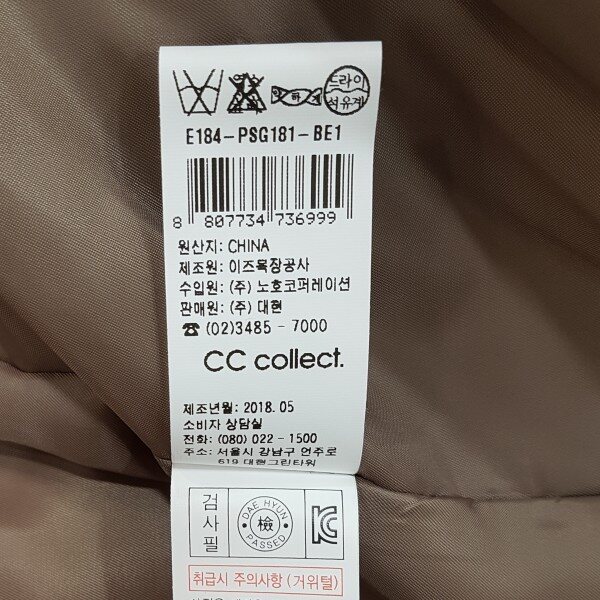 드라이
석유계
E184-PSG181-BE1
8 807734 736999
원산지: CHINA
제조원: 이즈복장공사
수입원: (주) 노호코퍼레이션
판매원: (주) 대현
☎ (02)3485 - 7000
CC collect.
제조년월: 2018.05
소비자 상담실
전화: (080) 022 - 1500
주소: 서울시 강남구 언주로
619 대현그린타워
검사필
DAE HYUN
檢
PASSED
KC
취급시 주의사항 (거위털)